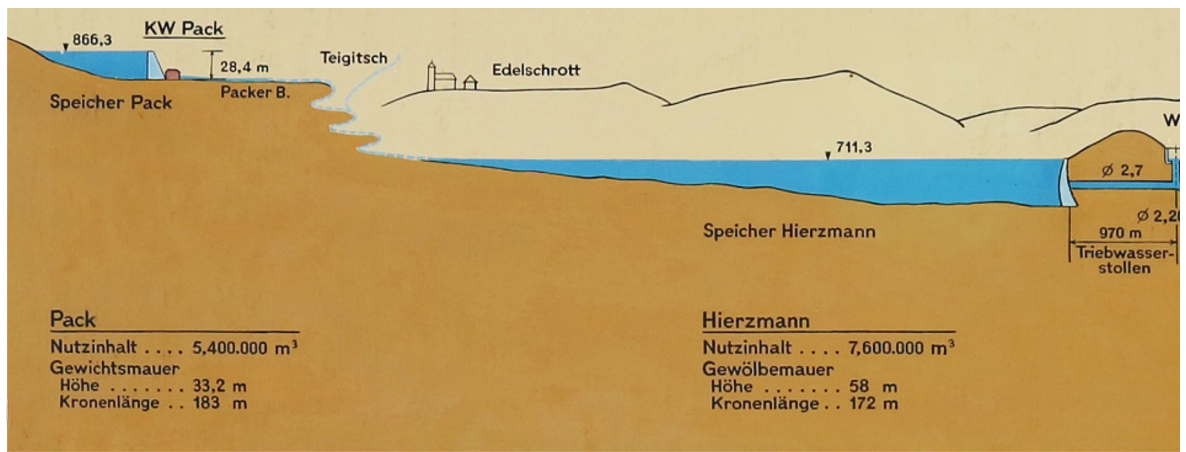 KW Pack
866,3
28,4 m
Teigitsch
Edelschrott
Speicher Pack
Packer B.
711,3
W
Ø 2,7
Ø 2,20
Speicher Hierzmann
970 m
Triebwasser-
stollen
Pack
Nutzinhalt .... 5,400.000 m³
Gewichtsmauer
Höhe ....... 33,2 m
Kronenlänge .. 183 m
Hierzmann
Nutzinhalt .... 7,600.000 m³
Gewölbemauer
Höhe ....... 58 m
Kronenlänge .. 172 m